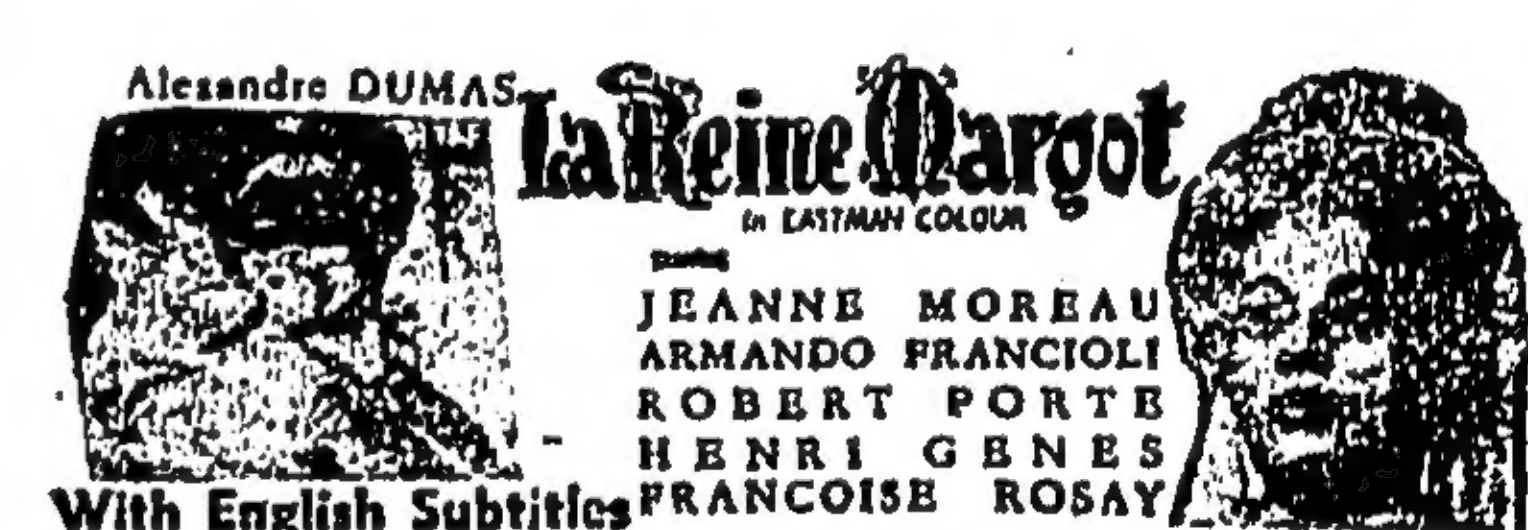 Alexandre DUMAS
La Reine Margot
In EASTMAN COLOUR
JEANNE MOREAU
ARMANDO FRANCIOLI
ROBERT PORTE
HENRI GENES
FRANCOISE ROSAY
With English Subtitles